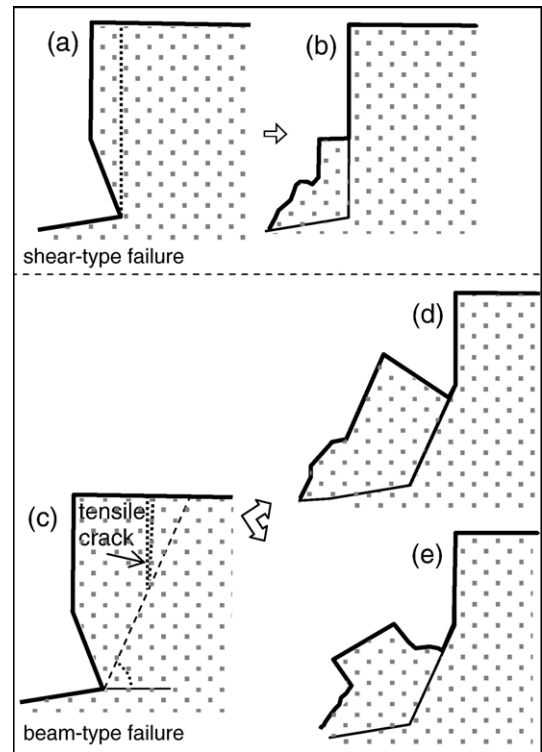 (a)
(b)
shear-type failure
(d)
(c)
tensile
crack
(e)
beam-type failure